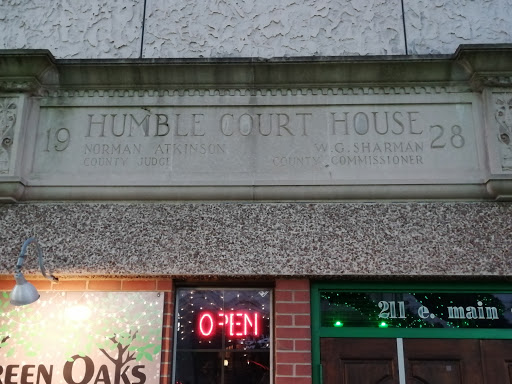 19 HUMBLE COURT HOUSE 28
NORMAN ATKINSON W. G. SHARMAN
COUNTY JUDGE COUNTY COMMISSIONER
OPEN
211 e. main
REEN OAKS